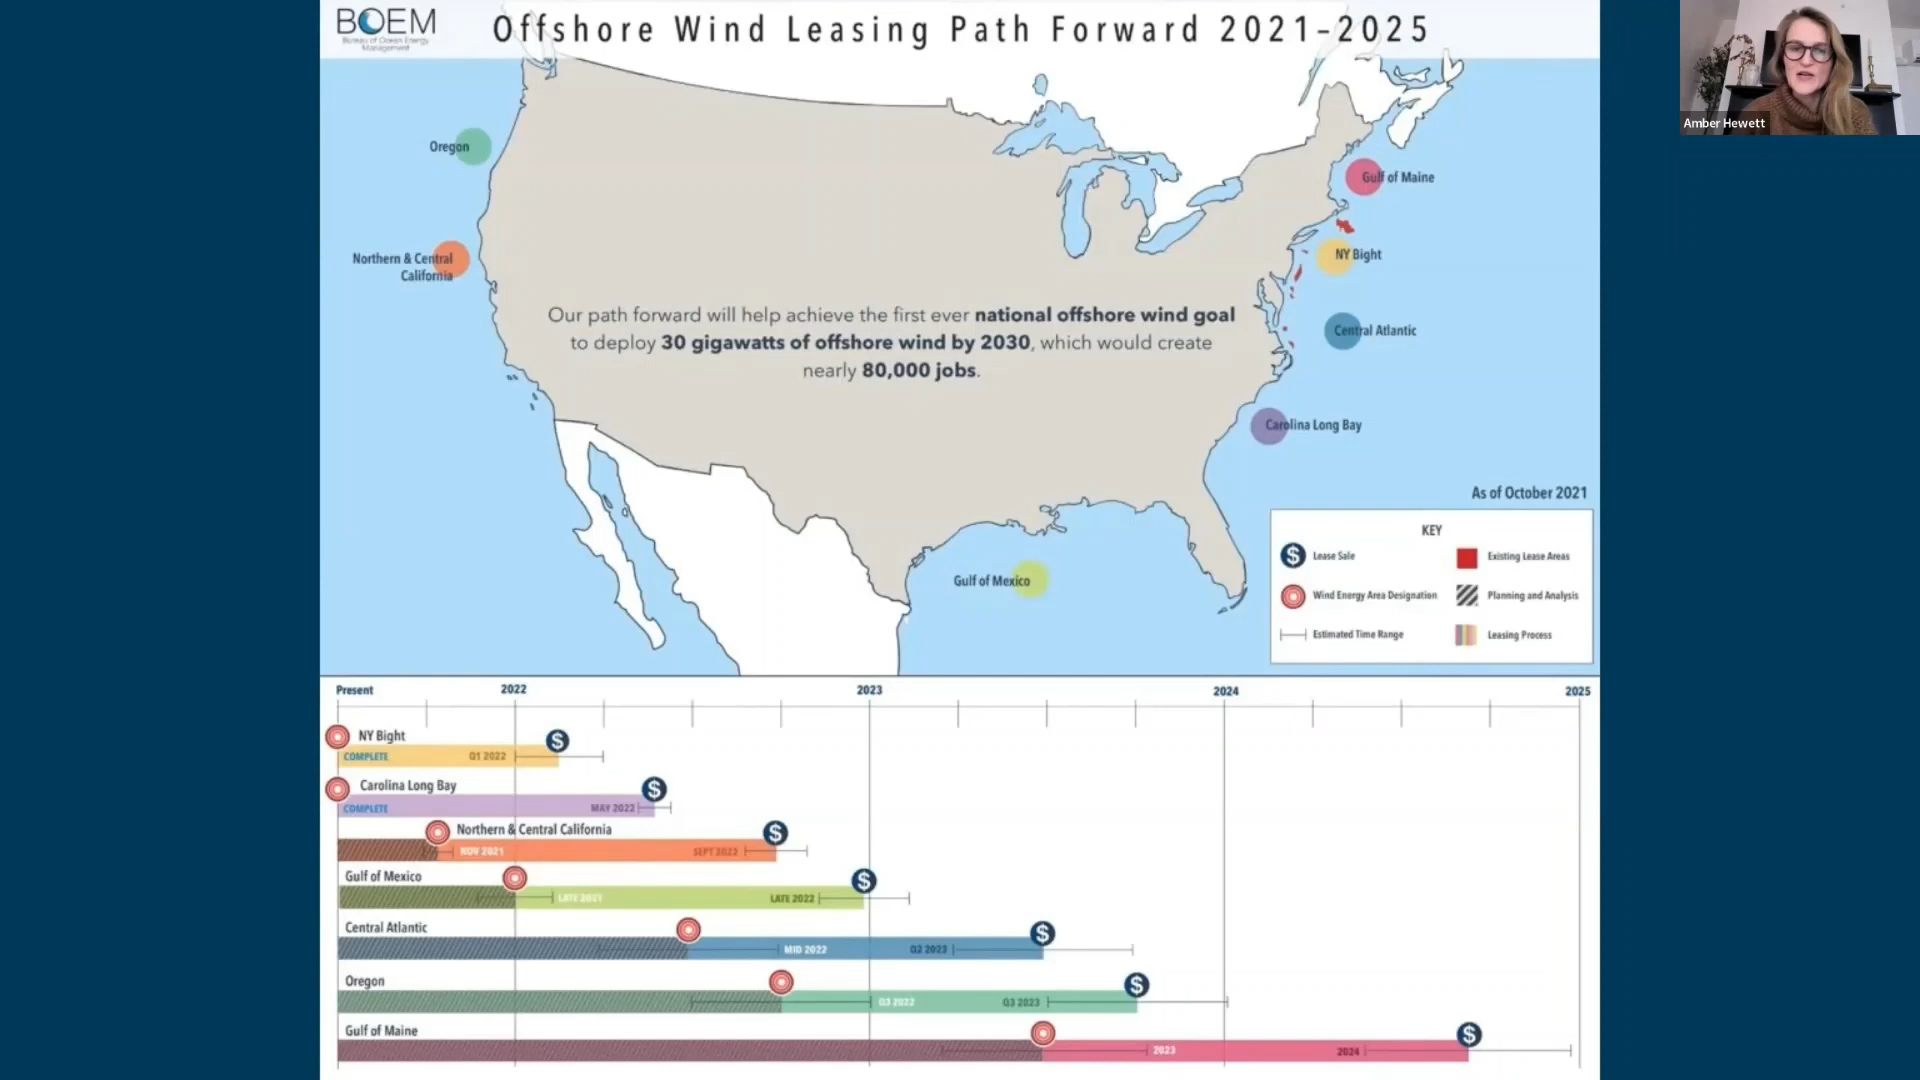 BOEM
Bureau of Ocean Energy
Management
Offshore Wind Leasing Path Forward 2021–2025
Amber Hewett
Oregon
Gulf of Maine
NY Bight
Northern & Central
California
Our path forward will help achieve the first ever national offshore wind goal
to deploy 30 gigawatts of offshore wind by 2030, which would create
nearly 80,000 jobs.
Central Atlantic
Carolina Long Bay
Gulf of Mexico
As of October 2021
KEY
$ Lease Sale
Existing Lease Areas
Wind Energy Area Designation
Planning and Analysis
Estimated Time Range
Leasing Process
Present 2022 2023 2024 2025
NY Bight $
COMPLETE Q1 2022
Carolina Long Bay $
COMPLETE MAY 2022
Northern & Central California $
NOV 2021 SEPT 2022
Gulf of Mexico $
LATE 2021 LATE 2022
Central Atlantic $
MID 2022 Q2 2023
Oregon $
Q3 2022 Q3 2023
Gulf of Maine $
2023 2024